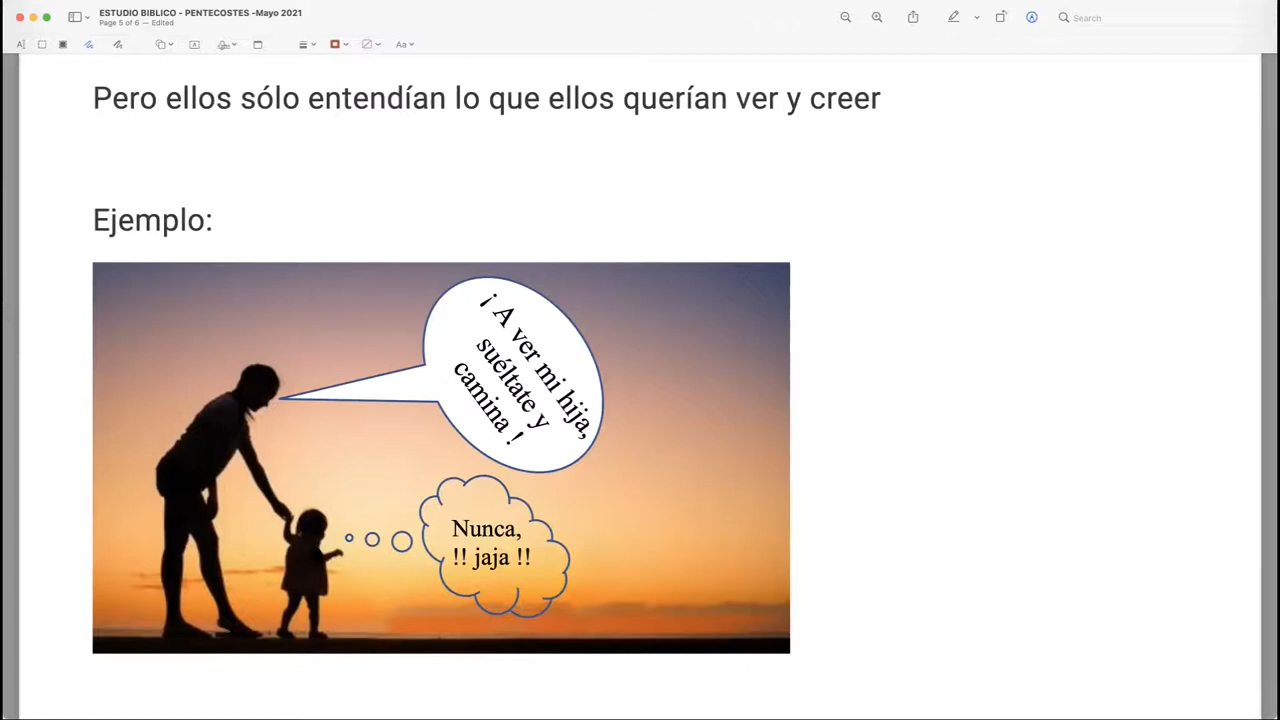 ESTUDIO BIBLICO - PENTECOSTES -Mayo 2021
Page 5 of 6 — Edited
Search
Aa
Pero ellos sólo entendían lo que ellos querían ver y creer
Ejemplo:
¡ A ver mi hija,
suéltate y
camina !
Nunca,
!! jaja !!